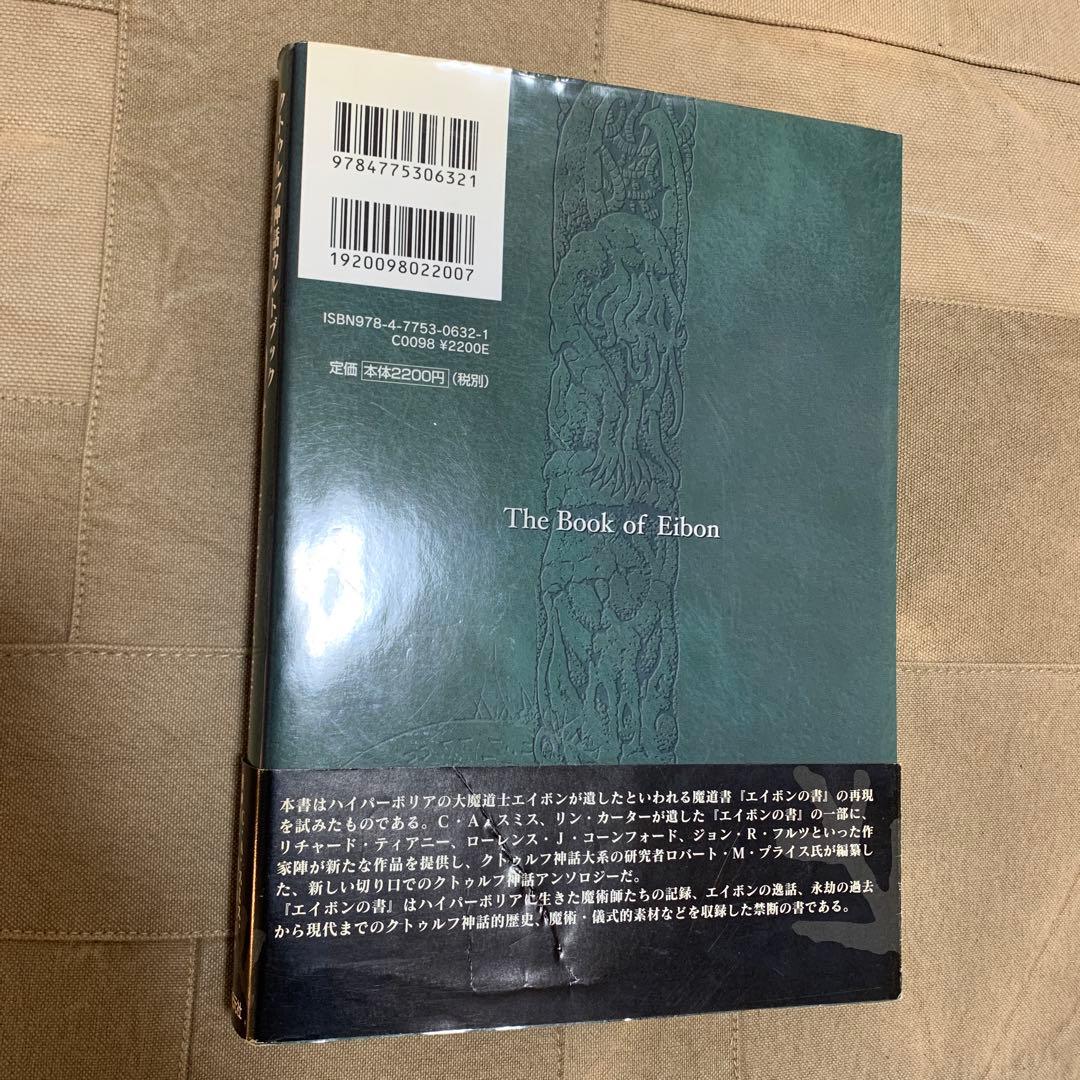 クトゥルフ神話カルトブック
9784775306321
1920098022007
ISBN978-4-7753-0632-1
C0098 ¥2200E
定価 本体2200円 (税別)
The Book of Eibon
本書はハイパーボリアの大魔道士エイボンが遺したといわれる魔道書『エイボンの書』の再現
を試みたものである。C・A・スミス、リン・カーターが遺した『エイボンの書』の一部に、
リチャード・ティアニー、ローレンス・J・コーンフォード、ジョン・R・フルツといった作
家陣が新たな作品を提供し、クトゥルフ神話大系の研究者ロバート・M・プライス氏が編纂し
た、新しい切り口でのクトゥルフ神話アンソロジーだ。
『エイボンの書』はハイパーボリアに生きた魔術師たちの記録、エイボンの逸話、永劫の過去
から現代までのクトゥルフ神話的歴史、魔術・儀式的素材などを収録した禁断の書である。